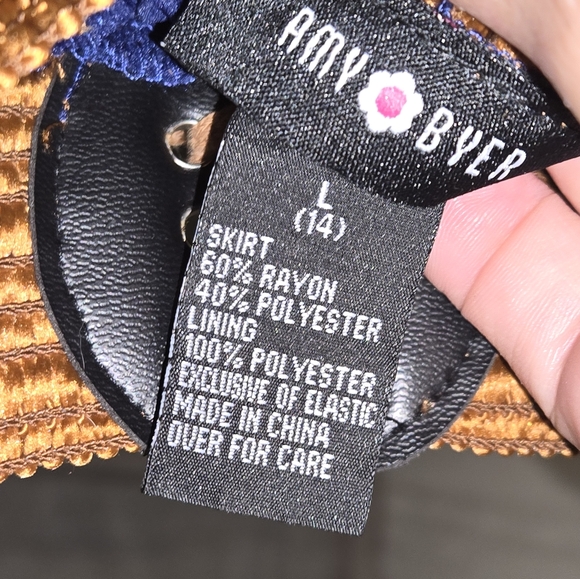 AMY BYER
L
(14)
SKIRT
60% RAYON
40% POLYESTER
LINING
100% POLYESTER
EXCLUSIVE OF ELASTIC
MADE IN CHINA
OVER FOR CARE